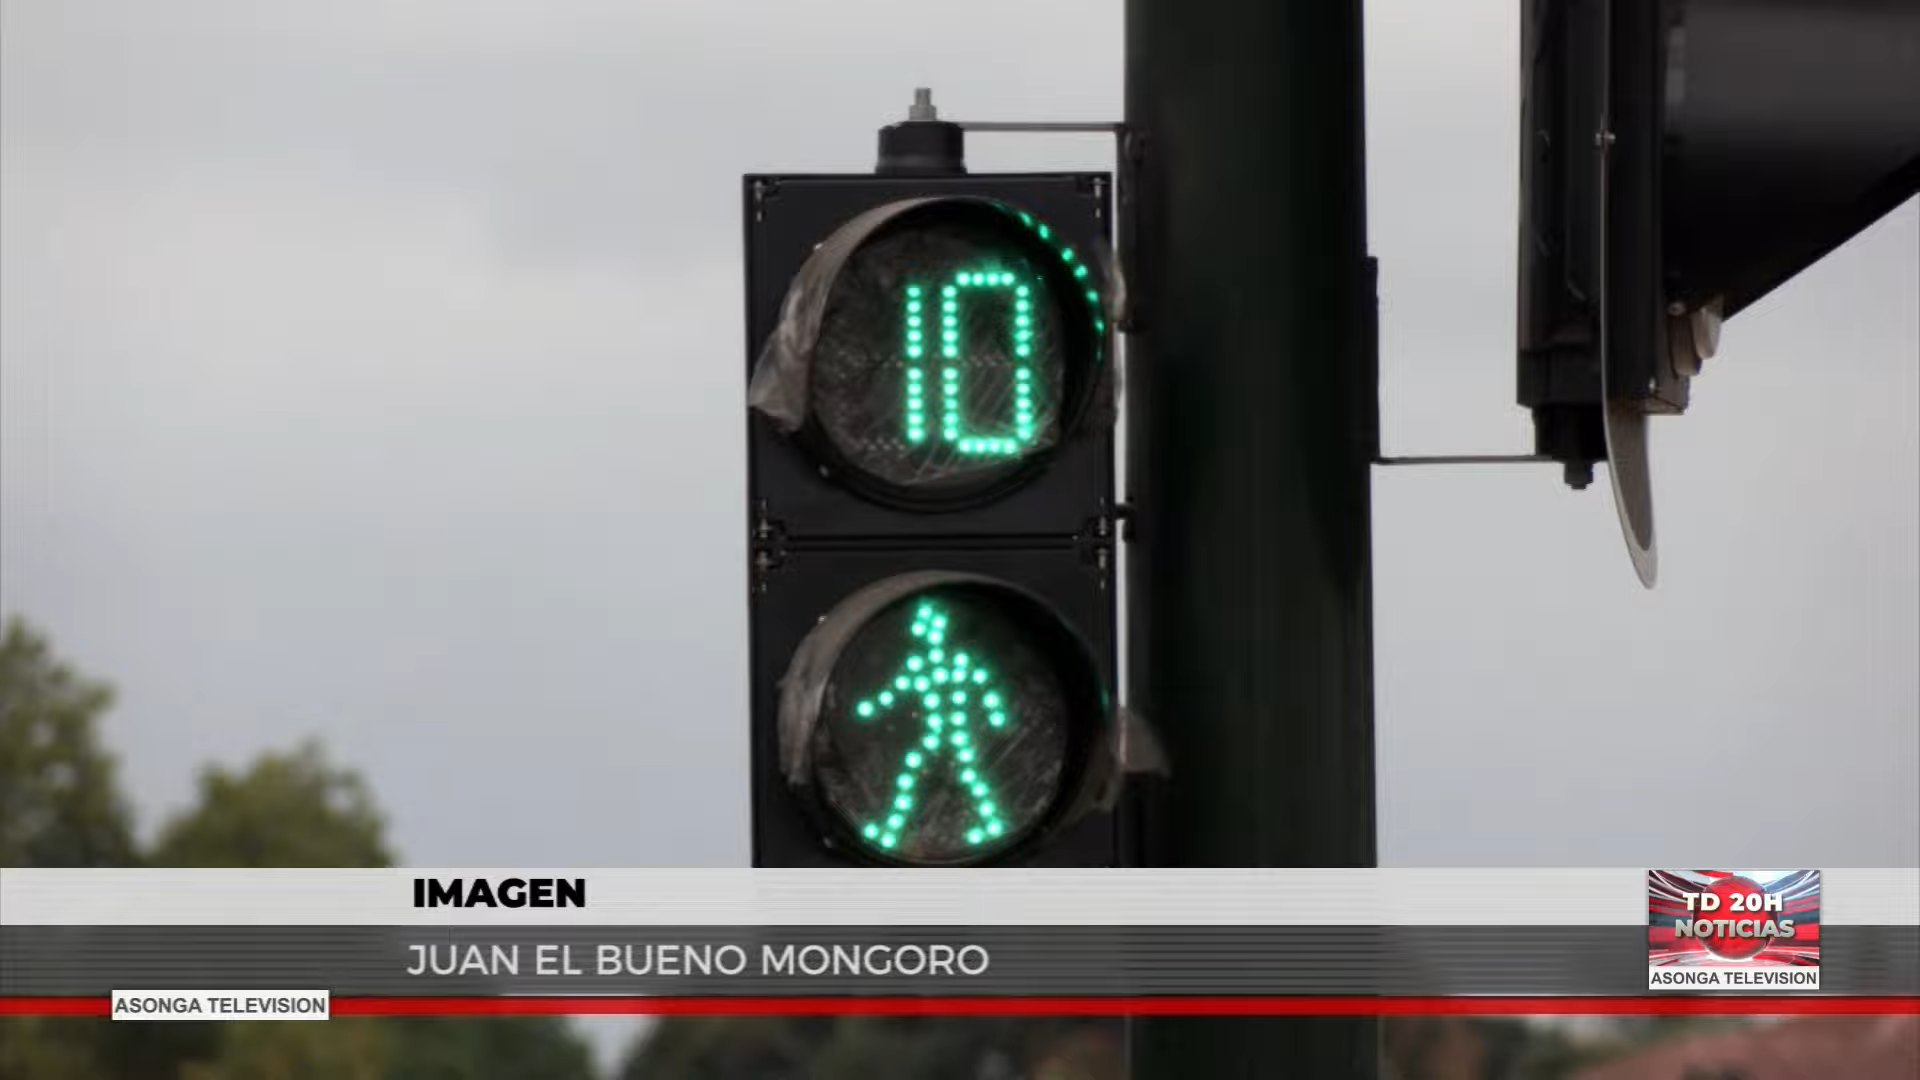 10
IMAGEN
JUAN EL BUENO MONGORO
TD 20H
NOTICIAS
ASONGA TELEVISION
ASONGA TELEVISION